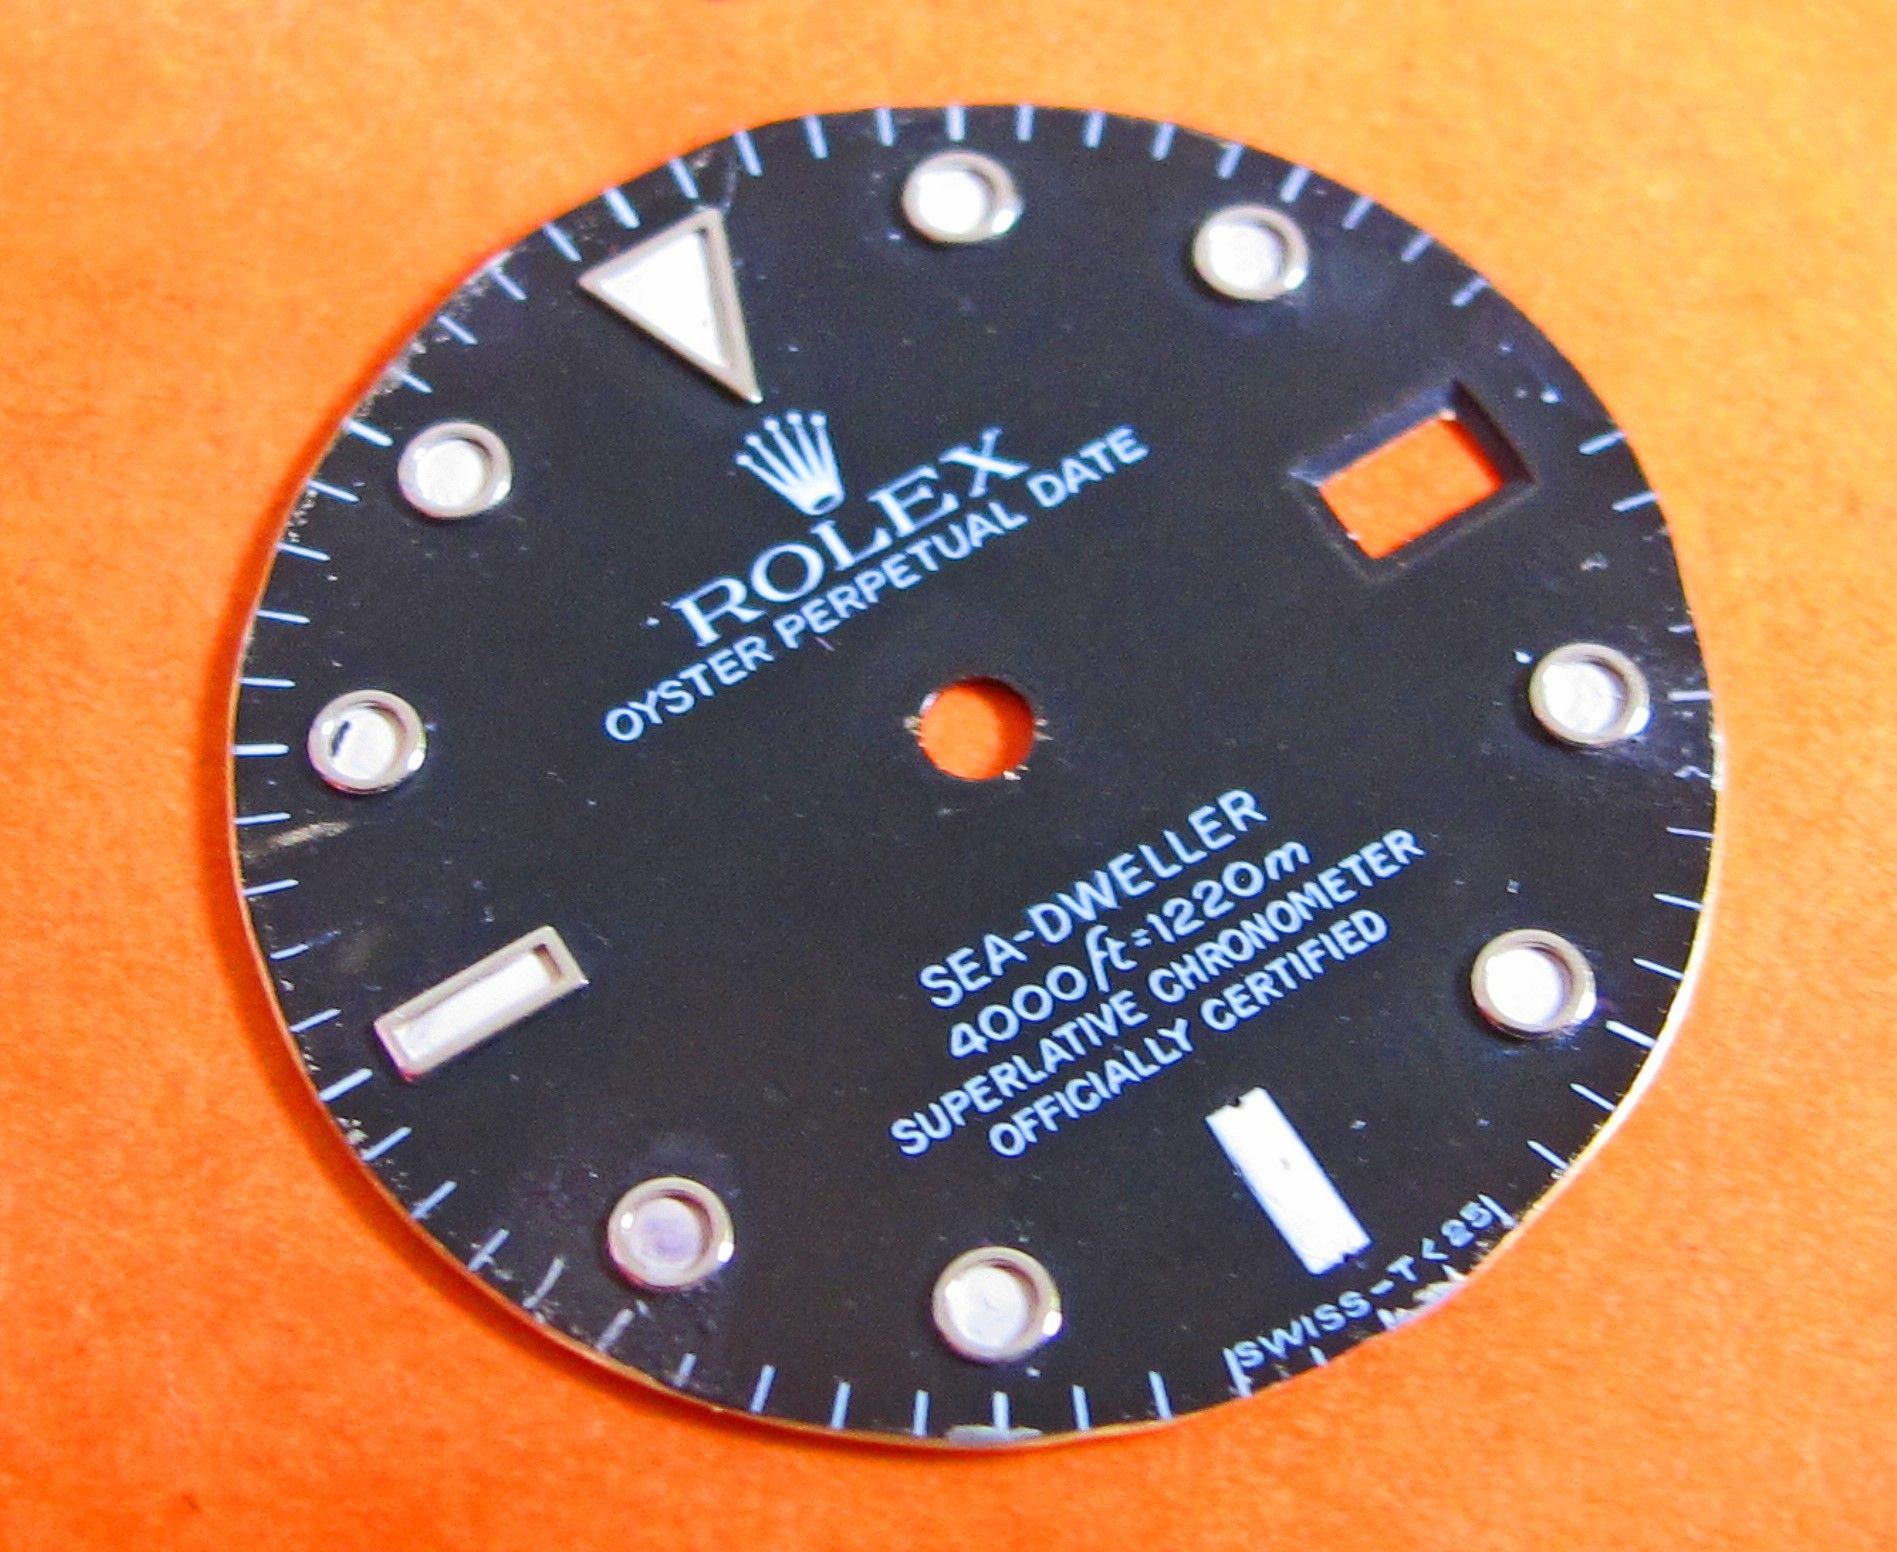 ROLEX
OYSTER PERPETUAL DATE
SEA-DWELLER
4000ft=1220m
SUPERLATIVE CHRONOMETER
OFFICIALLY CERTIFIED
SWISS-T<25